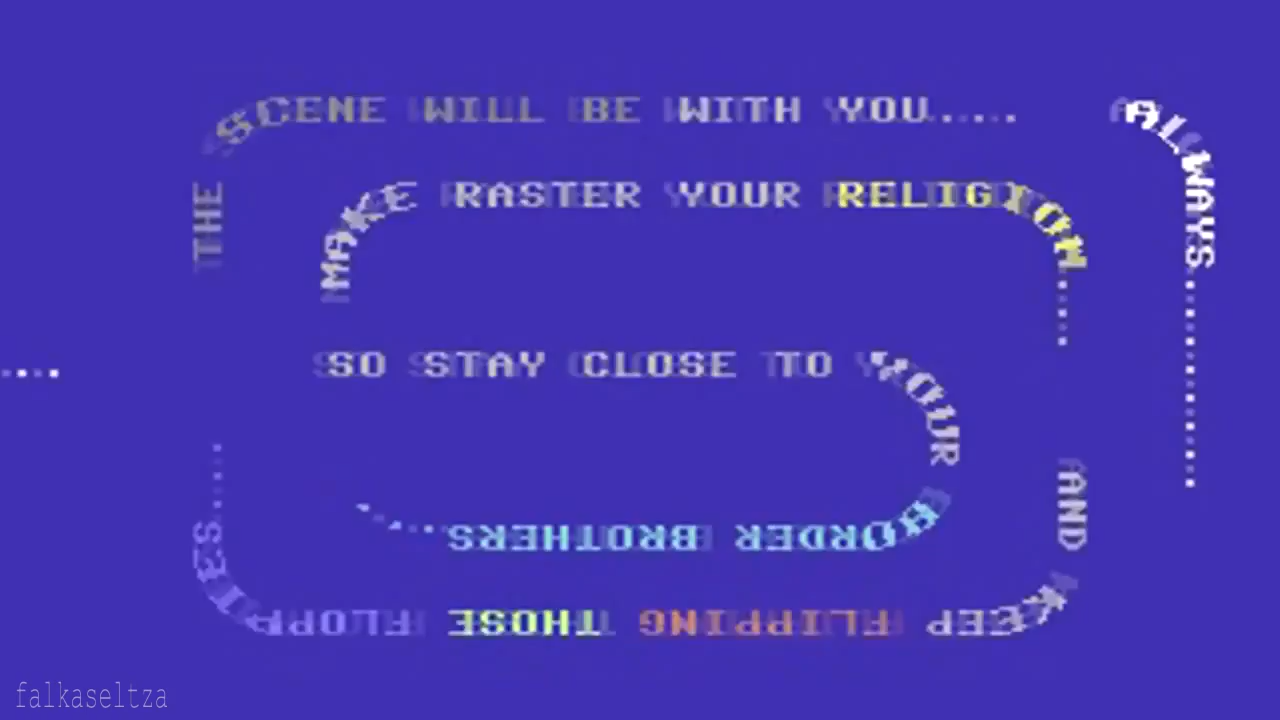 ....
SO STAY CLOSE TO YOUR BORDER BROTHERS....
MAKE RASTER YOUR RELIGION....
AND KEEP FLIPPING THOSE FLOPPIES....
THE SCENE WILL BE WITH YOU.....
ALWAYS...............
falkaseltza